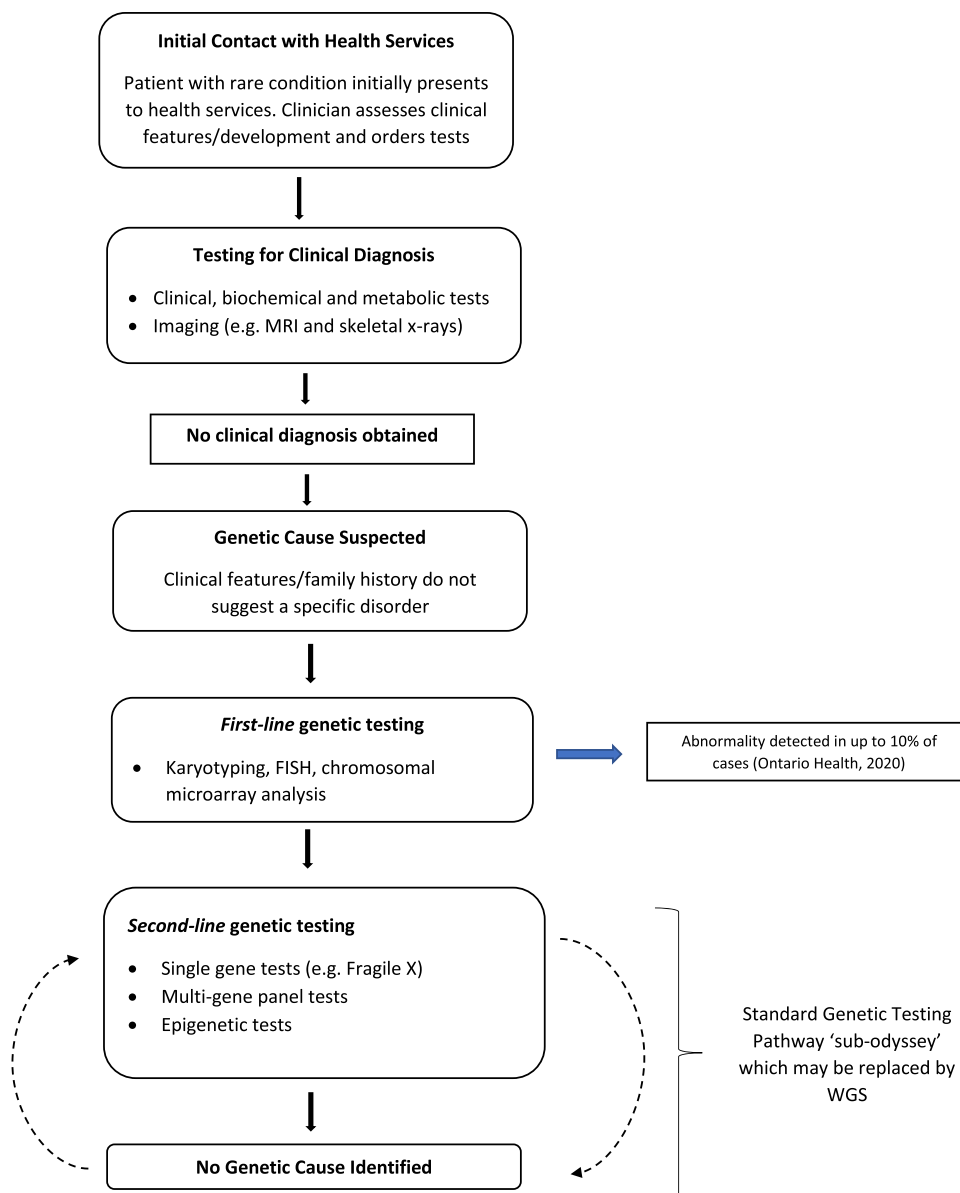 Initial Contact with Health Services
Patient with rare condition initially presents
to health services. Clinician assesses clinical
features/development and orders tests
Testing for Clinical Diagnosis
• Clinical, biochemical and metabolic tests
• Imaging (e.g. MRI and skeletal x-rays)
No clinical diagnosis obtained
Genetic Cause Suspected
Clinical features/family history do not
suggest a specific disorder
First-line genetic testing
• Karyotyping, FISH, chromosomal
microarray analysis
Abnormality detected in up to 10% of
cases (Ontario Health, 2020)
Second-line genetic testing
• Single gene tests (e.g. Fragile X)
• Multi-gene panel tests
• Epigenetic tests
Standard Genetic Testing
Pathway ‘sub-odyssey’
which may be replaced by
WGS
No Genetic Cause Identified